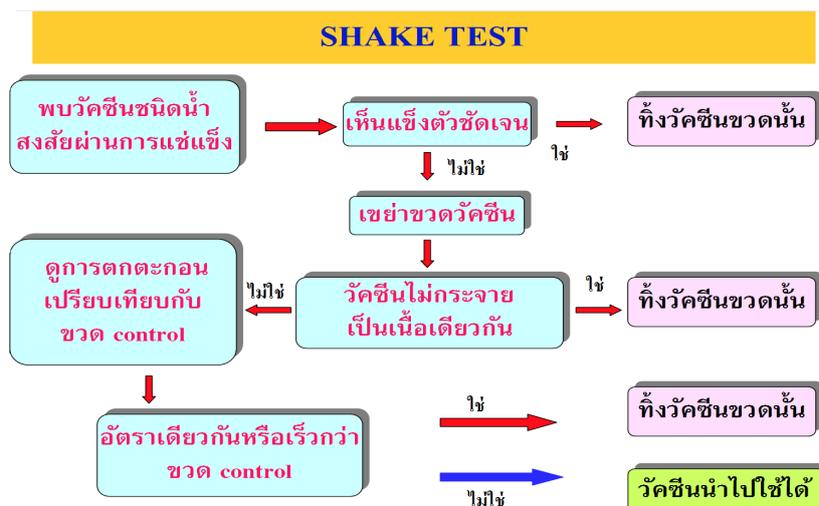 SHAKE TEST
พบวัคซีนชนิดน้ำ
สงสัยผ่านการแช่แข็ง
เห็นแข็งตัวชัดเจน
ใช่
ทิ้งวัคซีนขวดนั้น
ไม่ใช่
เขย่าขวดวัคซีน
วัคซีนไม่กระจาย
เป็นเนื้อเดียวกัน
ใช่
ทิ้งวัคซีนขวดนั้น
ไม่ใช่
ดูการตกตะกอน
เปรียบเทียบกับ
ขวด control
อัตราเดียวกันหรือเร็วกว่า
ขวด control
ใช่
ทิ้งวัคซีนขวดนั้น
ไม่ใช่
วัคซีนนำไปใช้ได้